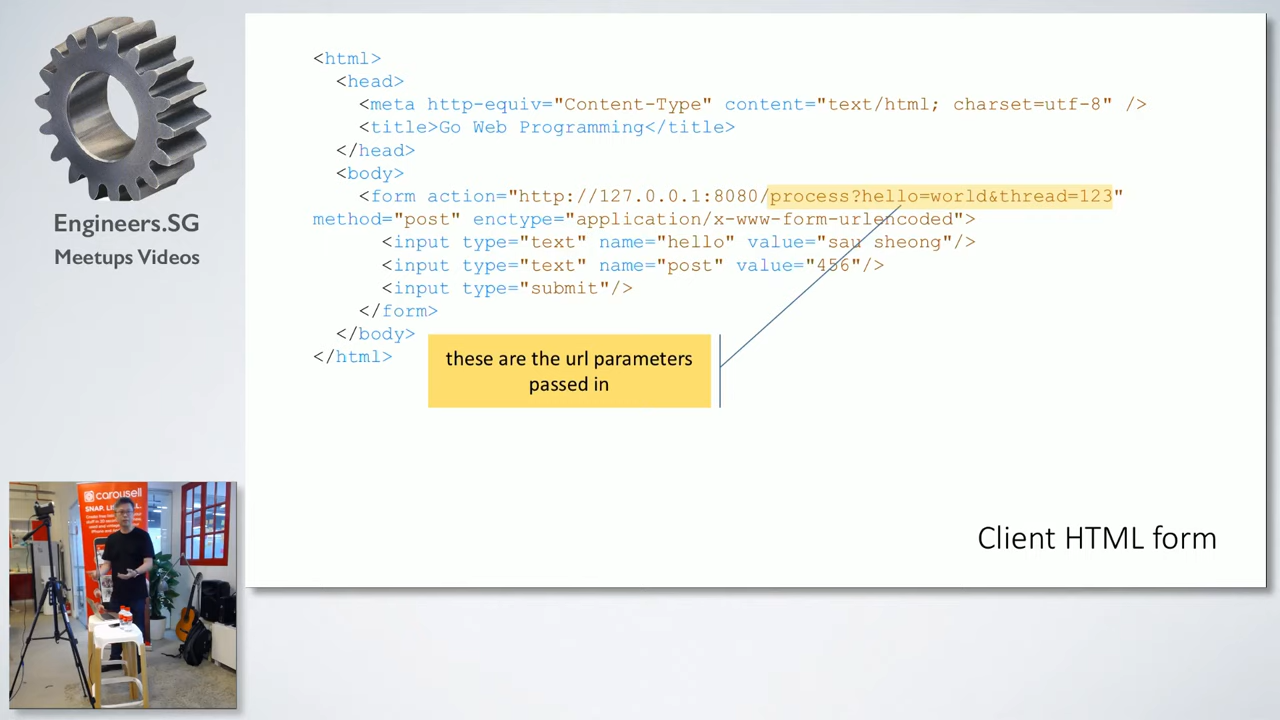 Engineers.SG
Meetups Videos
<html>
<head>
<meta http-equiv="Content-Type" content="text/html; charset=utf-8" />
<title>Go Web Programming</title>
</head>
<body>
<form action="http://127.0.0.1:8080/process?hello=world&thread=123"
method="post" enctype="application/x-www-form-urlencoded">
<input type="text" name="hello" value="sau sheong"/>
<input type="text" name="post" value="456"/>
<input type="submit"/>
</form>
</body>
</html>
these are the url parameters
passed in
Client HTML form
carousell